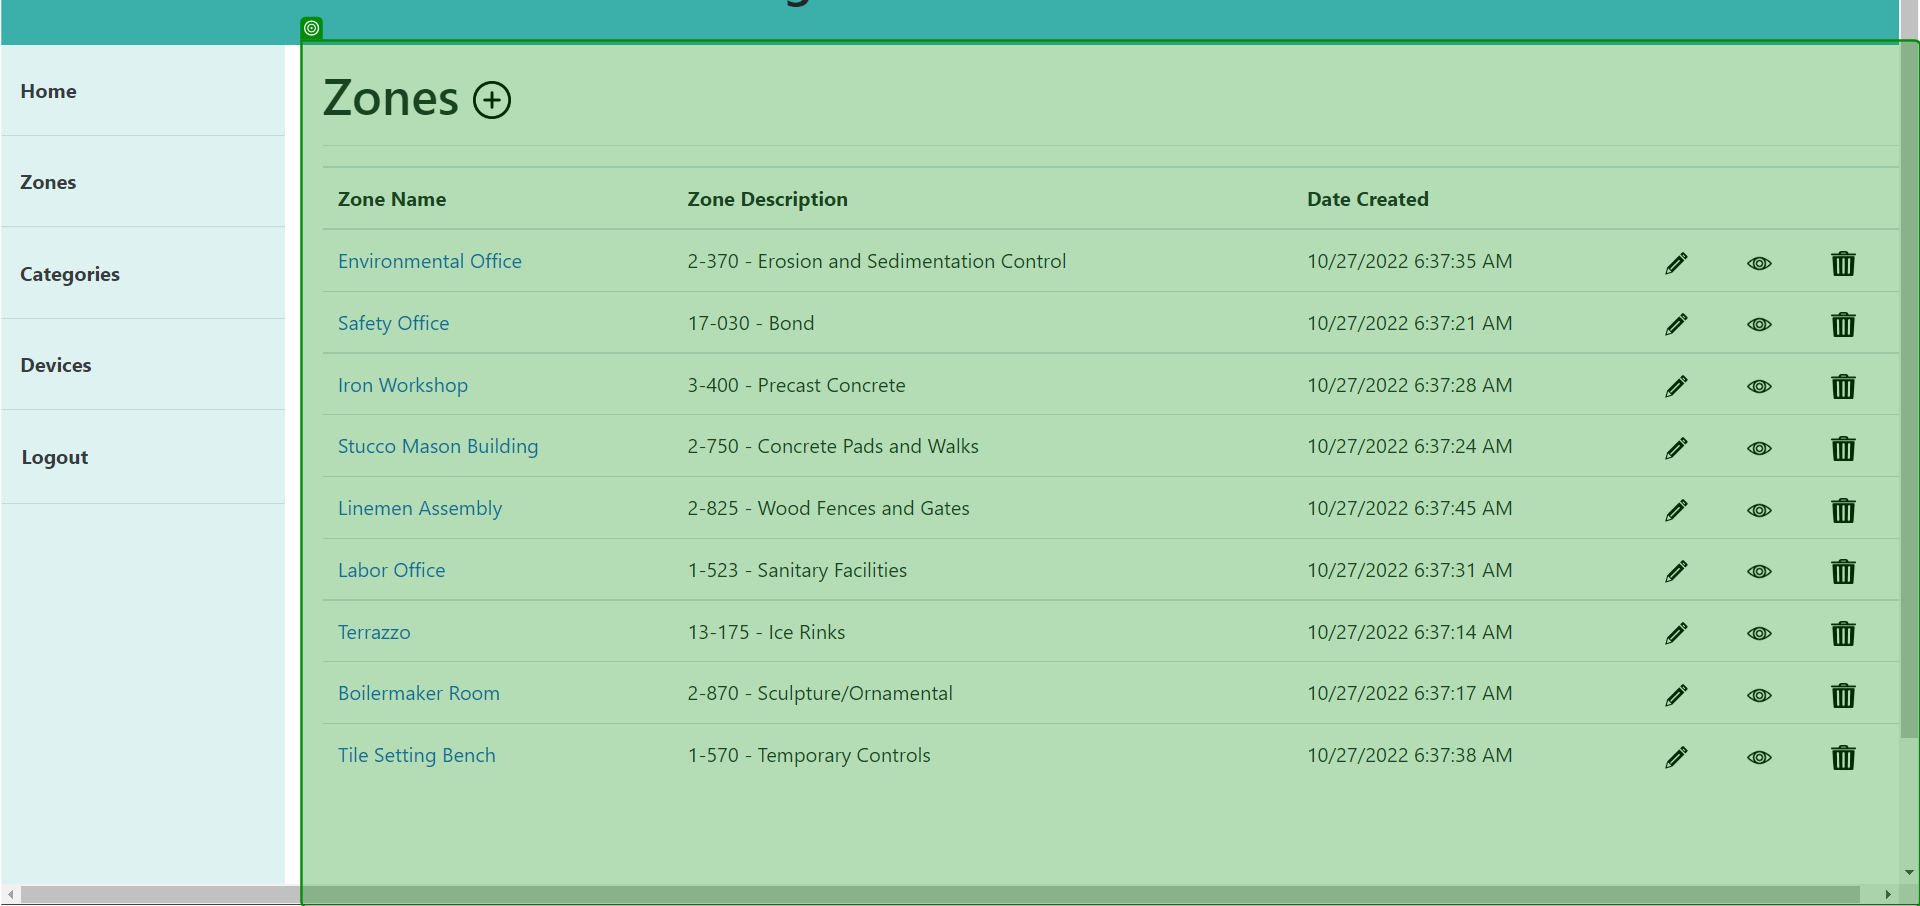 Home
Zones
Categories
Devices
Logout
Zones
Zone Name Zone Description Date Created
Environmental Office 2-370 - Erosion and Sedimentation Control 10/27/2022 6:37:35 AM
Safety Office 17-030 - Bond 10/27/2022 6:37:21 AM
Iron Workshop 3-400 - Precast Concrete 10/27/2022 6:37:28 AM
Stucco Mason Building 2-750 - Concrete Pads and Walks 10/27/2022 6:37:24 AM
Linemen Assembly 2-825 - Wood Fences and Gates 10/27/2022 6:37:45 AM
Labor Office 1-523 - Sanitary Facilities 10/27/2022 6:37:31 AM
Terrazzo 13-175 - Ice Rinks 10/27/2022 6:37:14 AM
Boilermaker Room 2-870 - Sculpture/Ornamental 10/27/2022 6:37:17 AM
Tile Setting Bench 1-570 - Temporary Controls 10/27/2022 6:37:38 AM